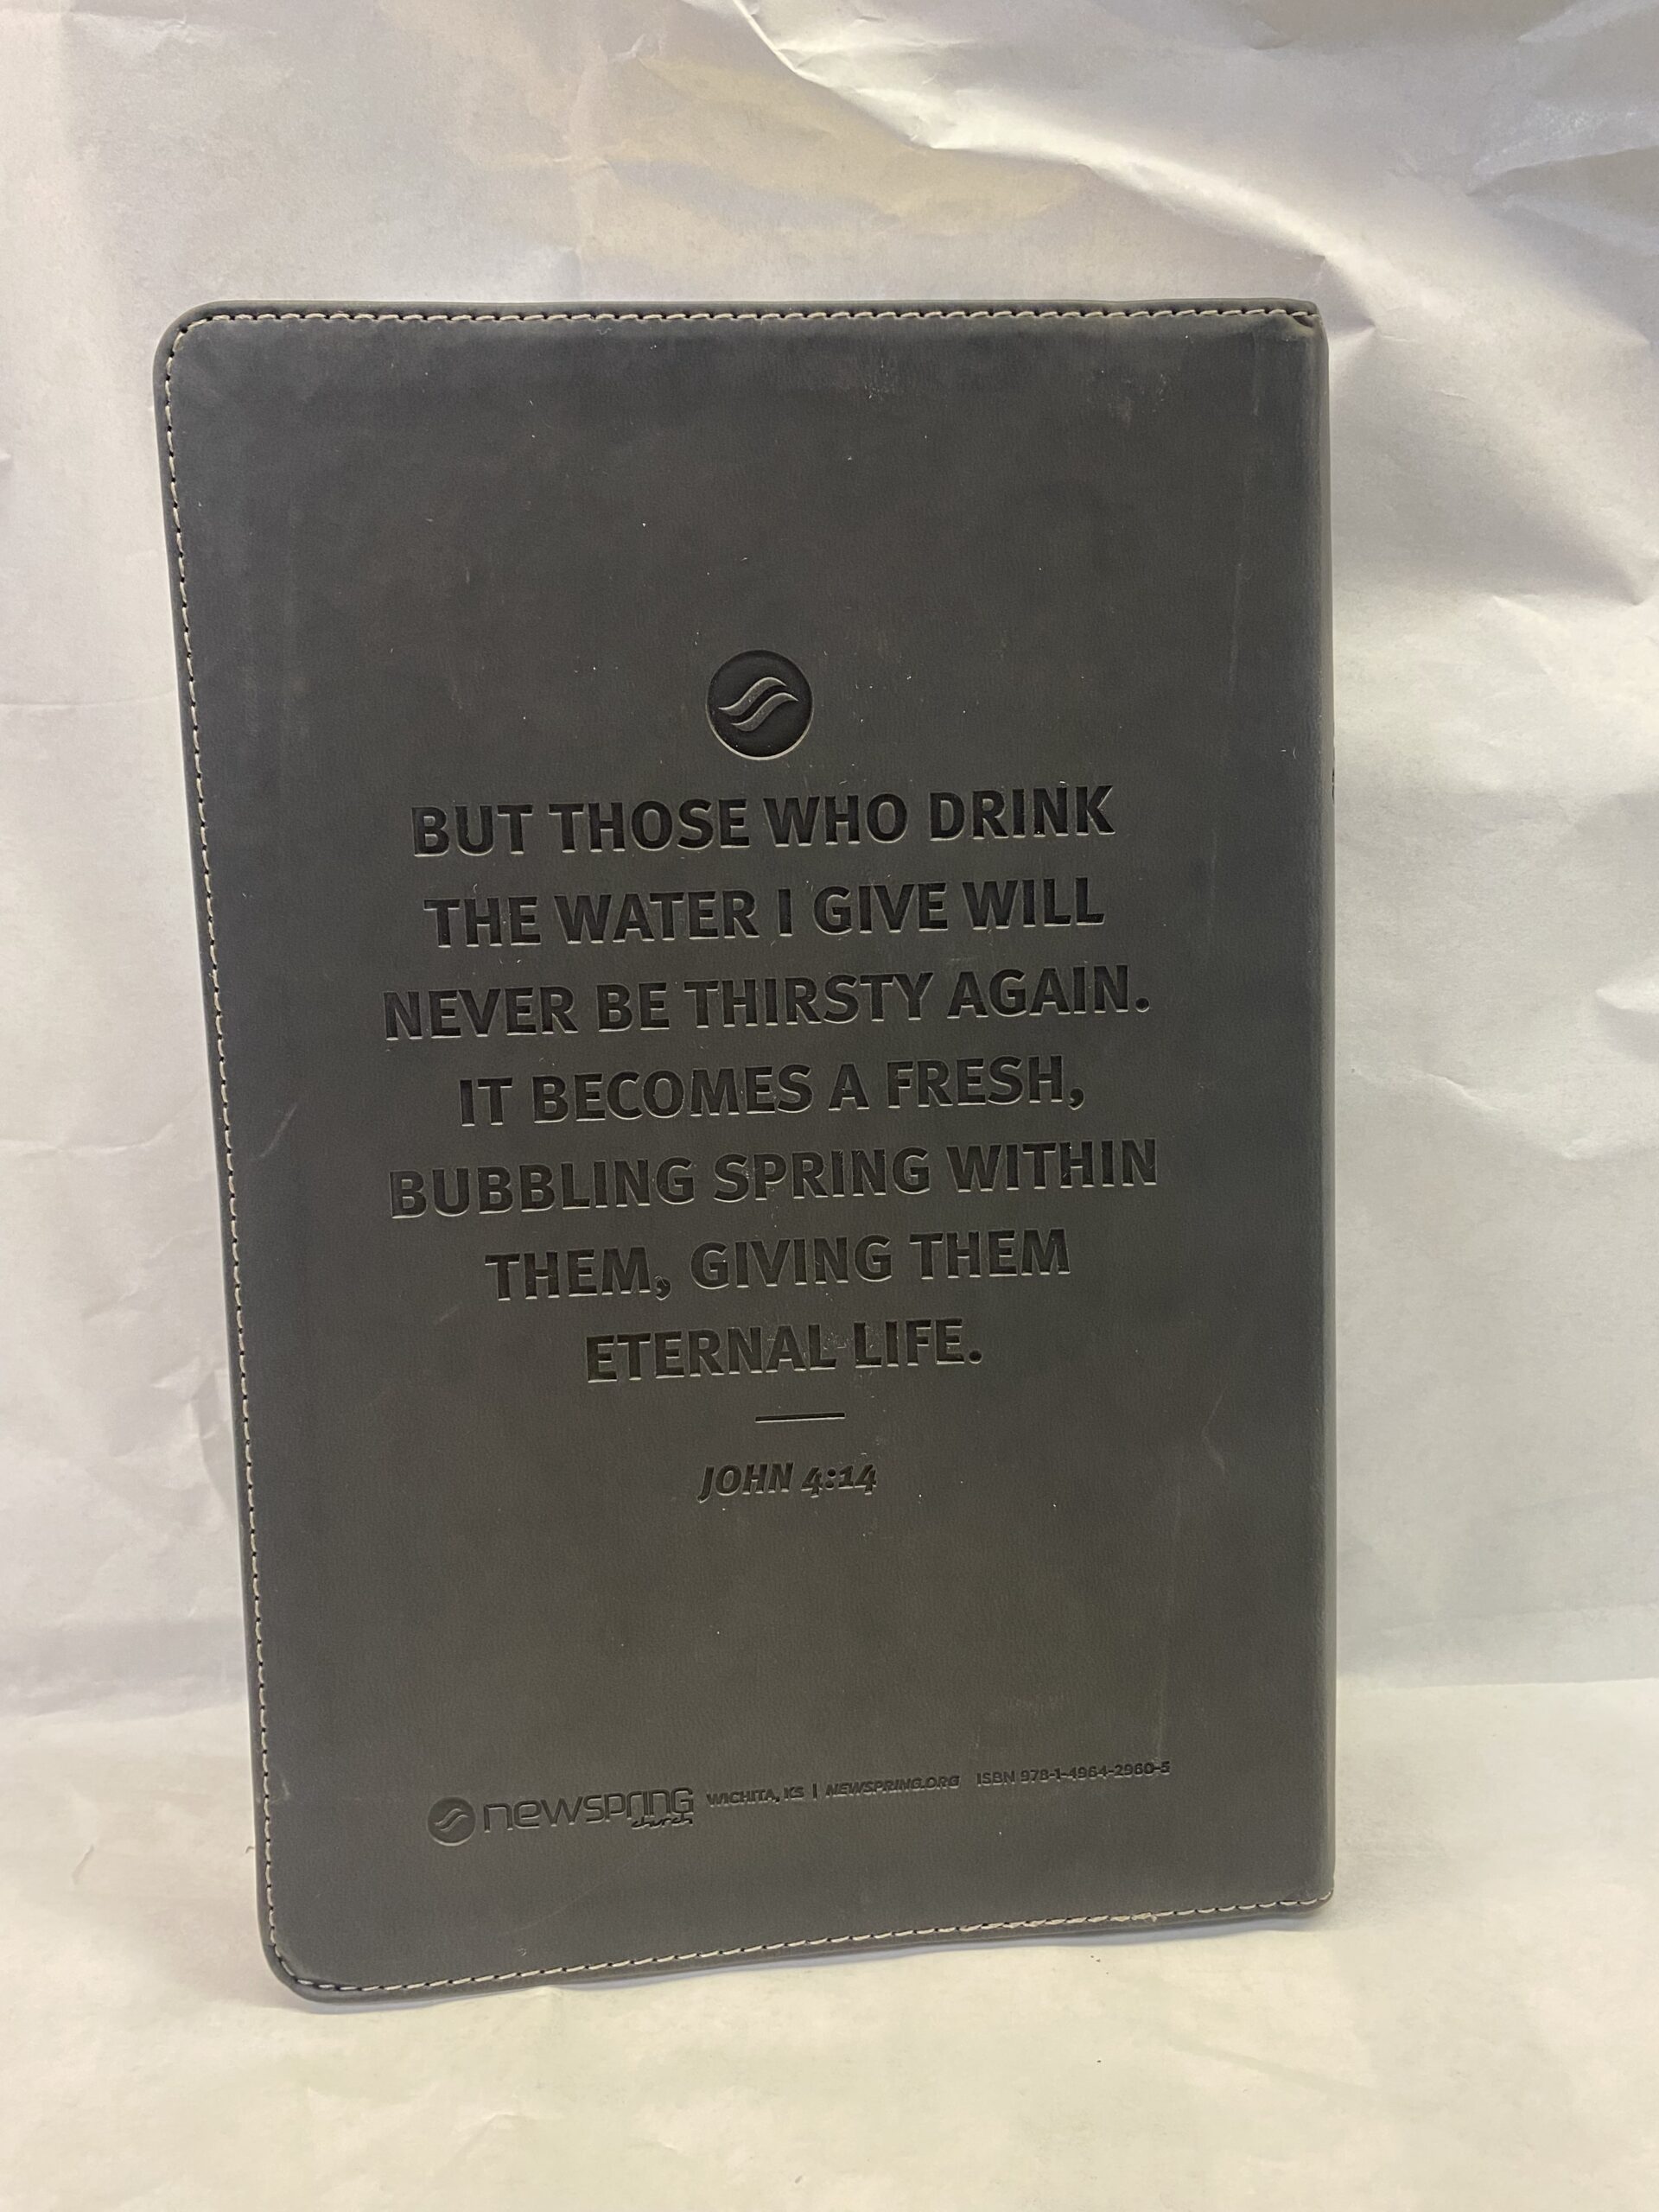 BUT THOSE WHO DRINK
THE WATER I GIVE WILL
NEVER BE THIRSTY AGAIN.
IT BECOMES A FRESH,
BUBBLING SPRING WITHIN
THEM, GIVING THEM
ETERNAL LIFE.
JOHN 4:14
newspring WICHITA, KS | NEWSPRING.ORG ISBN 978-1-4964-2960-5
church